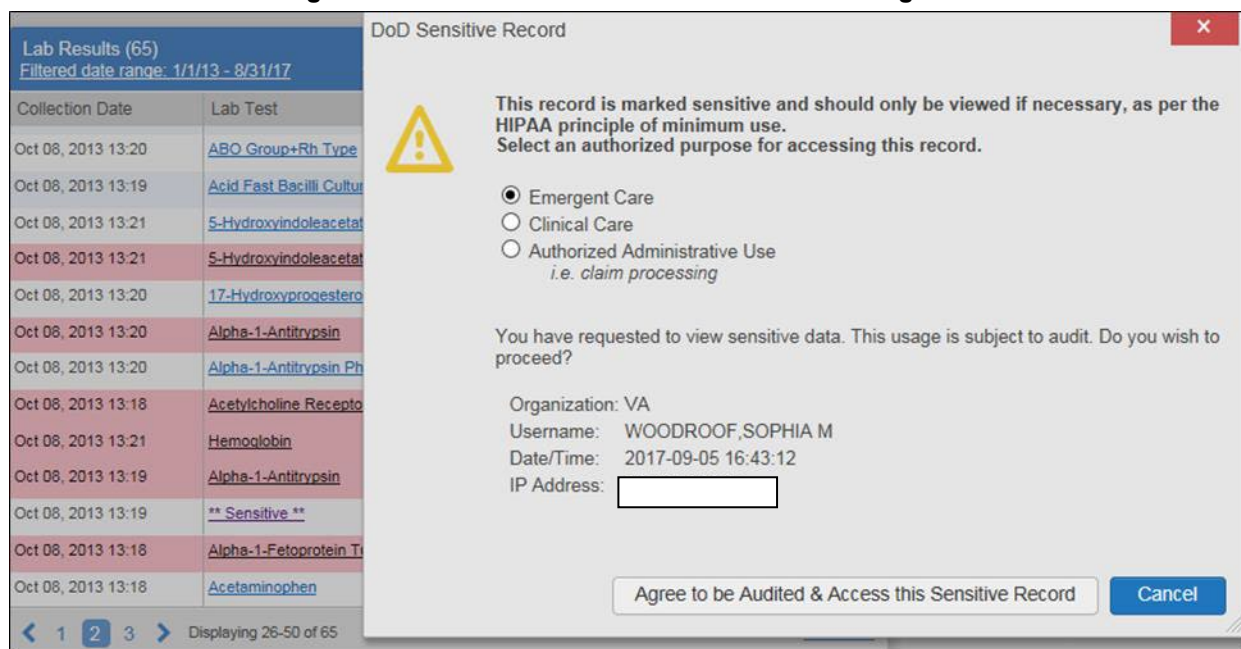 Lab Results (65)
Filtered date range: 1/1/13 - 8/31/17
Collection Date Lab Test
Oct 08, 2013 13:20 ABO Group+Rh Type
Oct 08, 2013 13:19 Acid Fast Bacilli Cultur
Oct 08, 2013 13:21 5-Hydroxyindoleacetat
Oct 08, 2013 13:21 5-Hydroxyindoleacetat
Oct 08, 2013 13:20 17-Hydroxyprogestero
Oct 08, 2013 13:20 Alpha-1-Antitrypsin
Oct 08, 2013 13:20 Alpha-1-Antitrypsin Ph
Oct 08, 2013 13:18 Acetylcholine Recepto
Oct 08, 2013 13:21 Hemoglobin
Oct 08, 2013 13:19 Alpha-1-Antitrypsin
Oct 08, 2013 13:19 ** Sensitive **
Oct 08, 2013 13:18 Alpha-1-Fetoprotein
Oct 08, 2013 13:18 Acetaminophen
1 2 3 Displaying 26-50 of 65
DoD Sensitive Record
This record is marked sensitive and should only be viewed if necessary, as per the
HIPAA principle of minimum use.
Select an authorized purpose for accessing this record.
Emergent Care
Clinical Care
Authorized Administrative Use
i.e. claim processing
You have requested to view sensitive data. This usage is subject to audit. Do you wish to
proceed?
Organization: VA
Username: WOODROOF,SOPHIA M
Date/Time: 2017-09-05 16:43:12
IP Address:
Agree to be Audited & Access this Sensitive Record Cancel